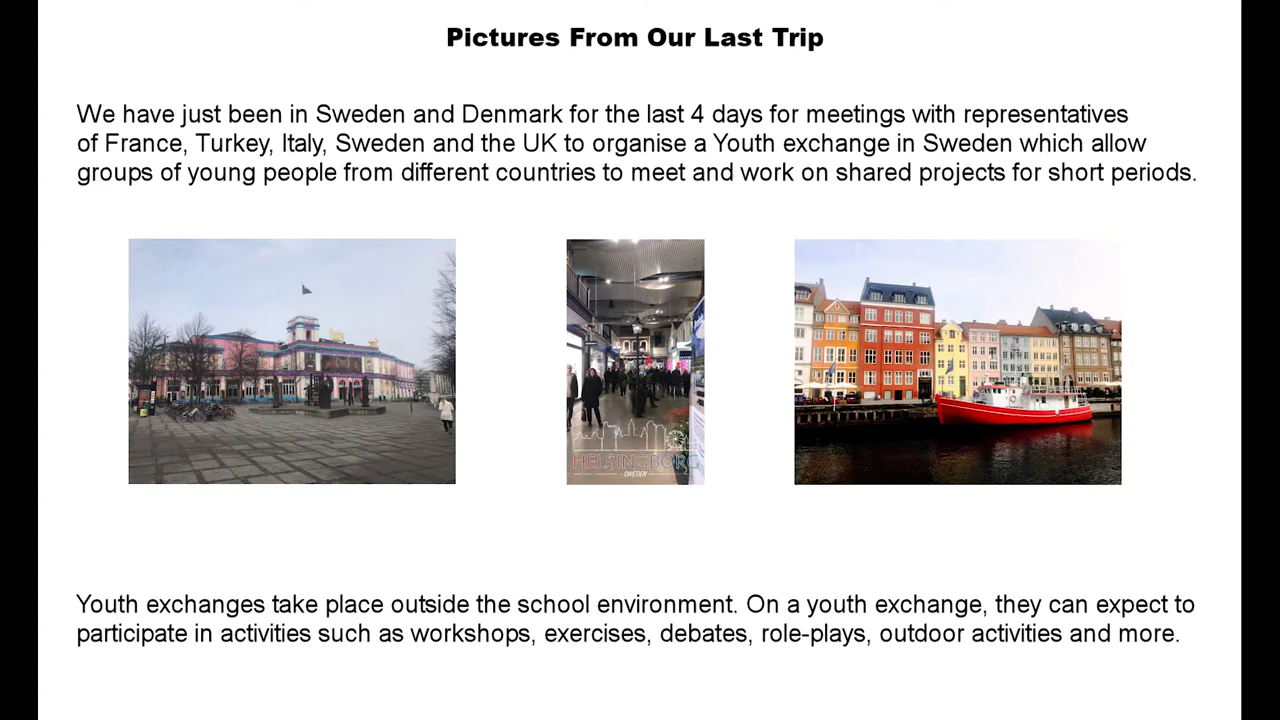 Pictures From Our Last Trip
We have just been in Sweden and Denmark for the last 4 days for meetings with representatives
of France, Turkey, Italy, Sweden and the UK to organise a Youth exchange in Sweden which allow
groups of young people from different countries to meet and work on shared projects for short periods.
HELSINGBORG
SWEDEN
Youth exchanges take place outside the school environment. On a youth exchange, they can expect to
participate in activities such as workshops, exercises, debates, role-plays, outdoor activities and more.